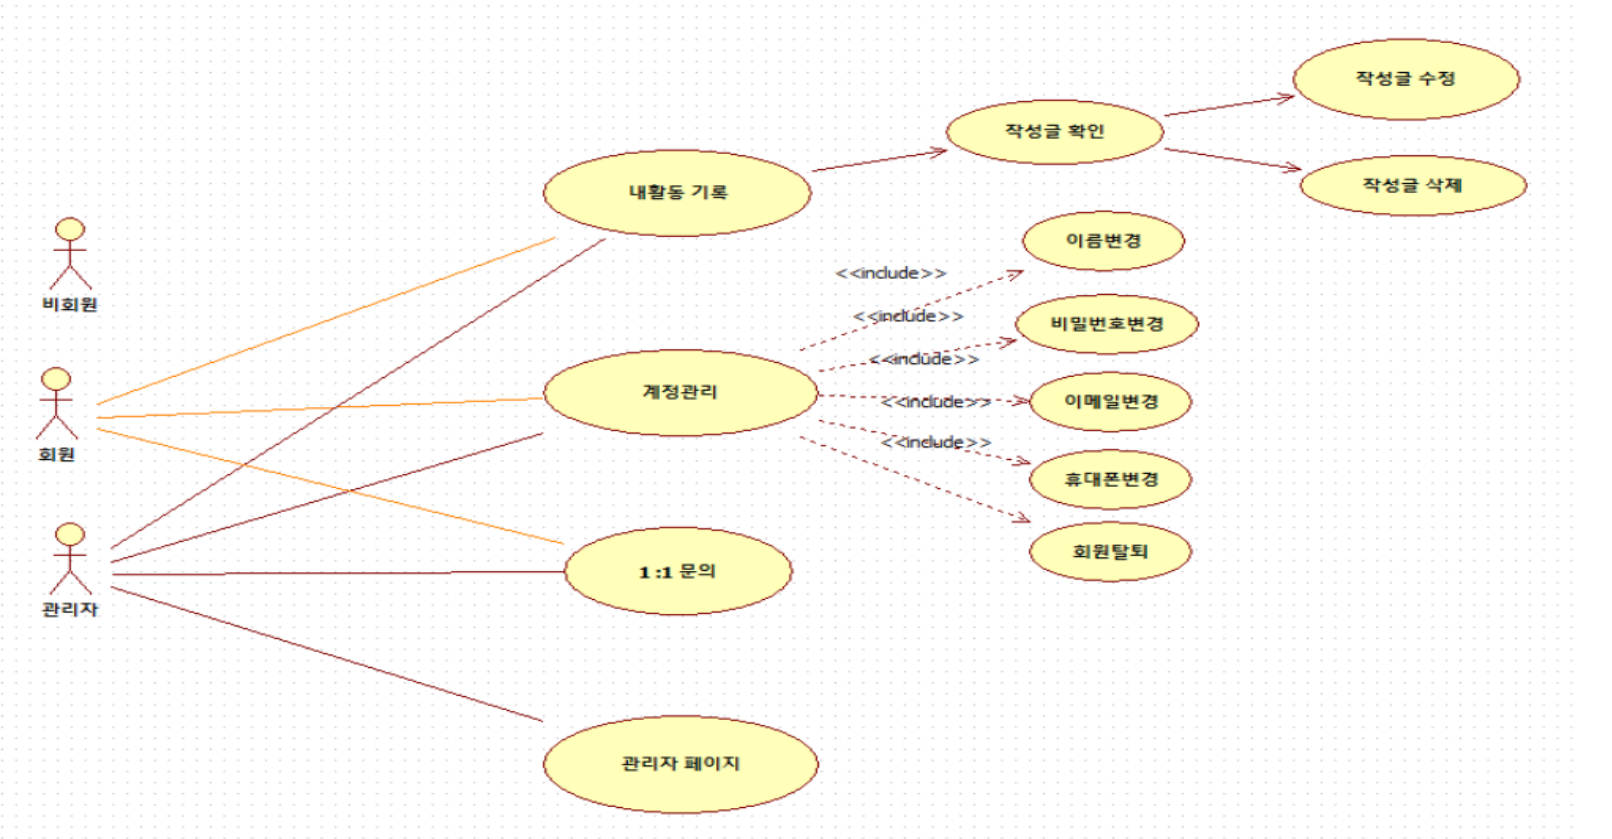 작성글 수정
작성글 확인
작성글 삭제
내활동 기록
이름변경
<<include>>
비회원
<<include>>
비밀번호변경
<<include>>
계정관리
<<include>>
이메일변경
<<include>>
회원
휴대폰변경
회원탈퇴
1 :1 문의
관리자
관리자 페이지